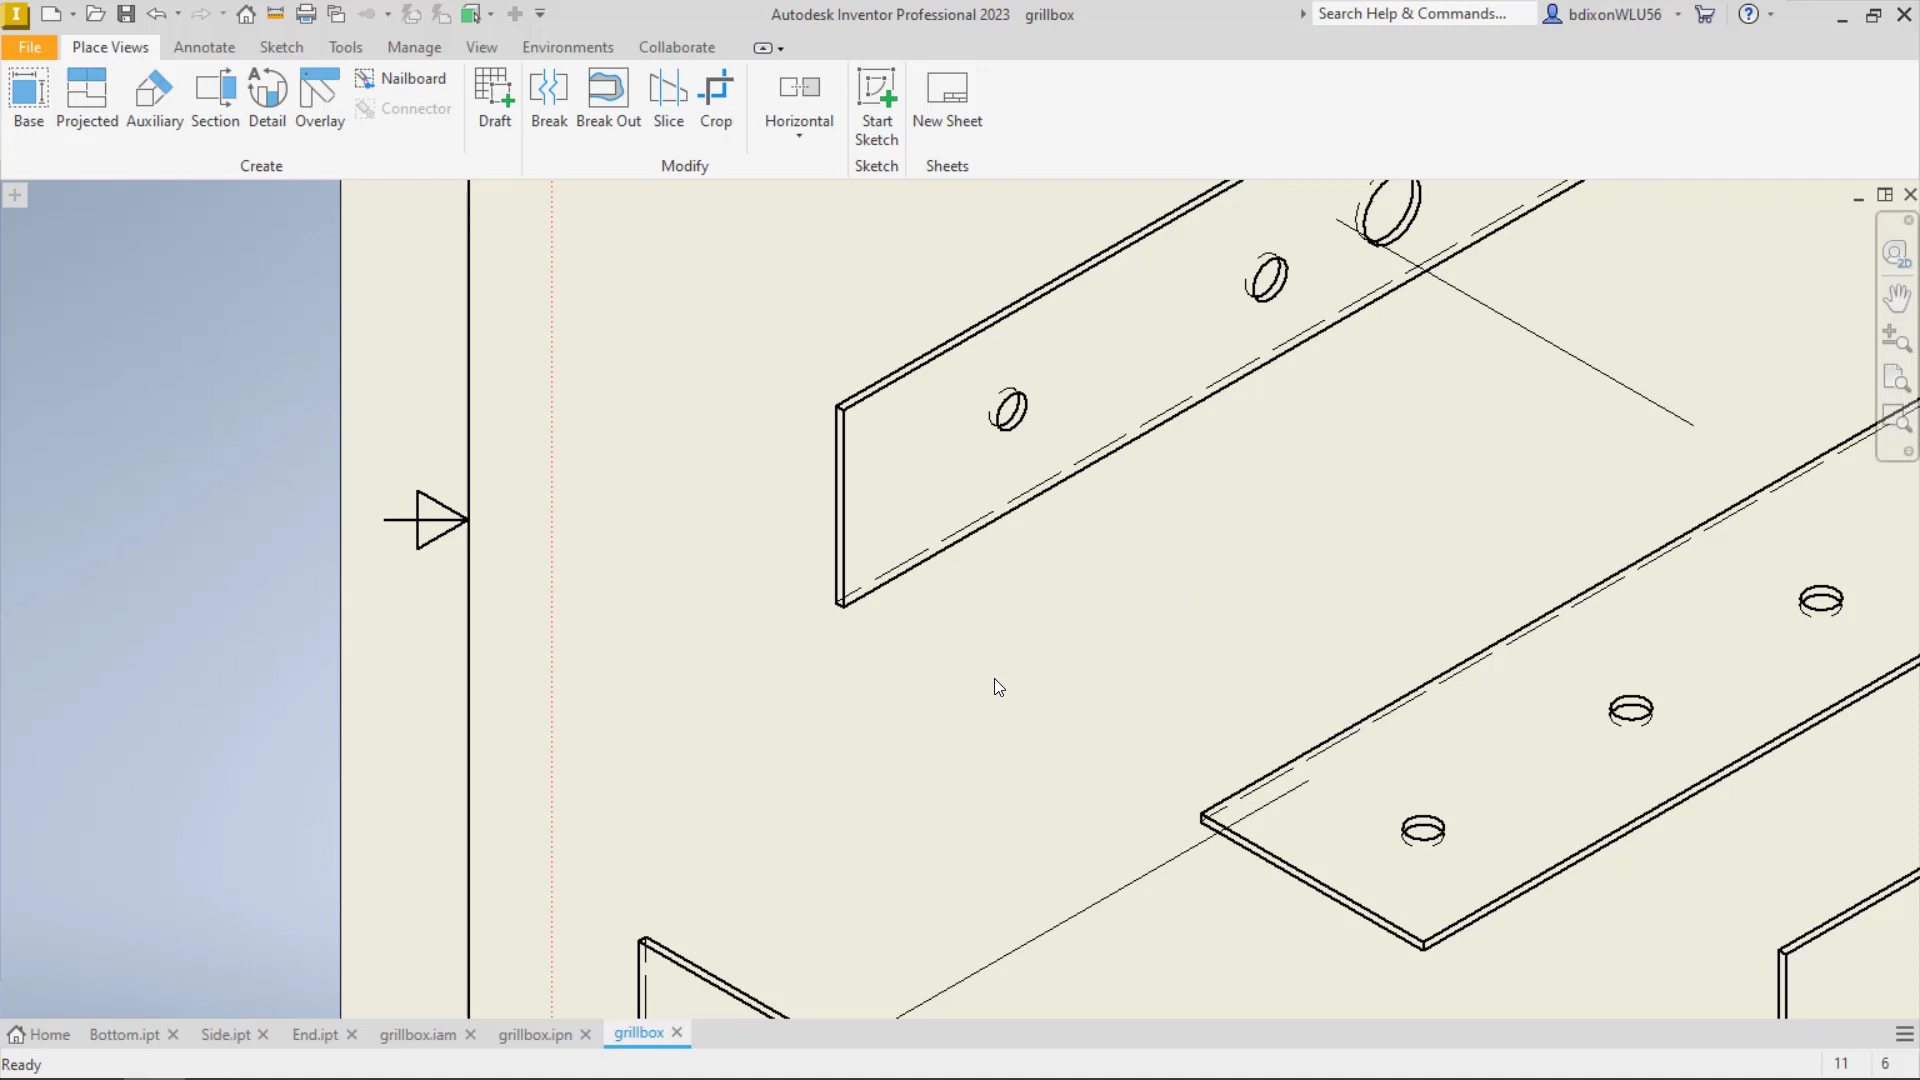 Autodesk Inventor Professional 2023 grillbox
Search Help & Commands...
bdixonWLU56
File
Place Views
Annotate
Sketch
Tools
Manage
View
Environments
Collaborate
Base
Projected
Auxiliary
Section
Detail
Overlay
Nailboard
Connector
Draft
Break
Break Out
Slice
Crop
Horizontal
Start
Sketch
New Sheet
Create
Modify
Sketch
Sheets
2D
Home
Bottom.ipt
Side.ipt
End.ipt
grillbox.iam
grillbox.ipn
grillbox
Ready
11
6